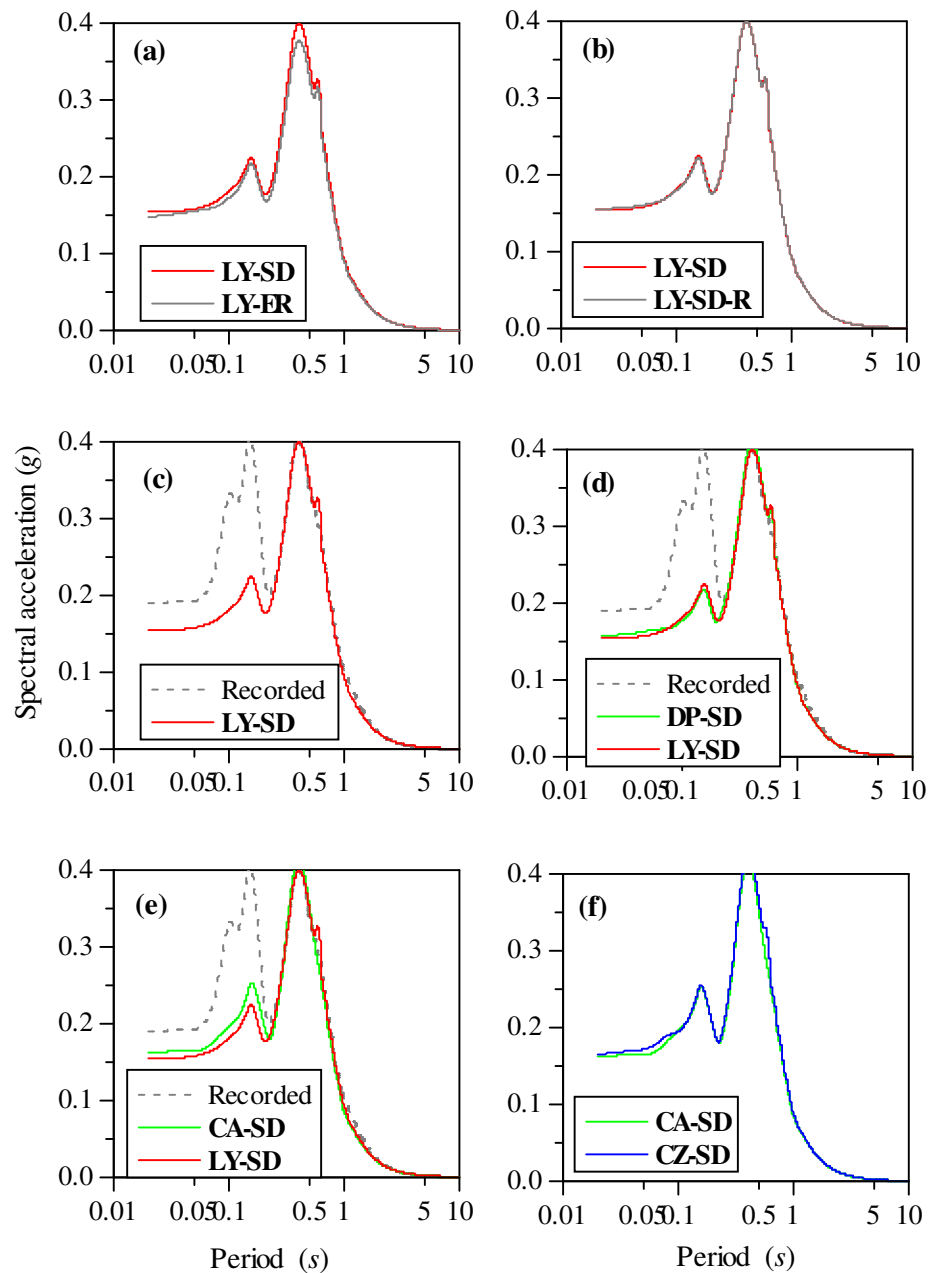 (a)
0.4
0.3
0.2
0.1
0.0
LY-SD
LY-ER
0.01 0.05 0.1 0.5 1 5 10
(b)
0.4
0.3
0.2
0.1
0.0
LY-SD
LY-SD-R
0.01 0.05 0.1 0.5 1 5 10
Spectral acceleration (g)
(c)
0.4
0.3
0.2
0.1
0.0
Recorded
LY-SD
0.01 0.05 0.1 0.5 1 5 10
(d)
0.4
0.3
0.2
0.1
0.0
Recorded
DP-SD
LY-SD
0.01 0.05 0.1 0.5 1 5 10
(e)
0.4
0.3
0.2
0.1
0.0
Recorded
CA-SD
LY-SD
0.01 0.05 0.1 0.5 1 5 10
Period (s)
(f)
0.4
0.3
0.2
0.1
0.0
CA-SD
CZ-SD
0.01 0.05 0.1 0.5 1 5 10
Period (s)